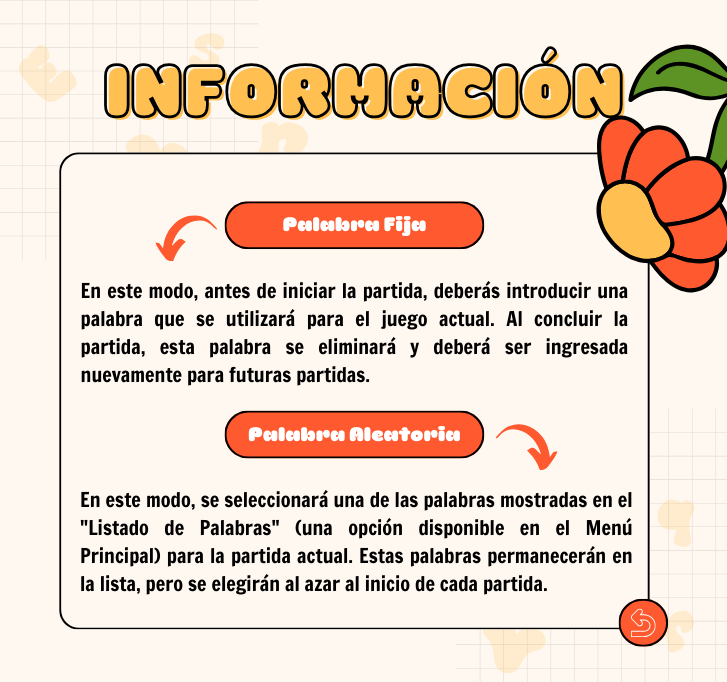 INFORMACIÓN
Palabra Fija
En este modo, antes de iniciar la partida, deberás introducir una
palabra que se utilizará para el juego actual. Al concluir la
partida, esta palabra se eliminará y deberá ser ingresada
nuevamente para futuras partidas.
Palabra Aleatoria
En este modo, se seleccionará una de las palabras mostradas en el
"Listado de Palabras" (una opción disponible en el Menú
Principal) para la partida actual. Estas palabras permanecerán en
la lista, pero se elegirán al azar al inicio de cada partida.